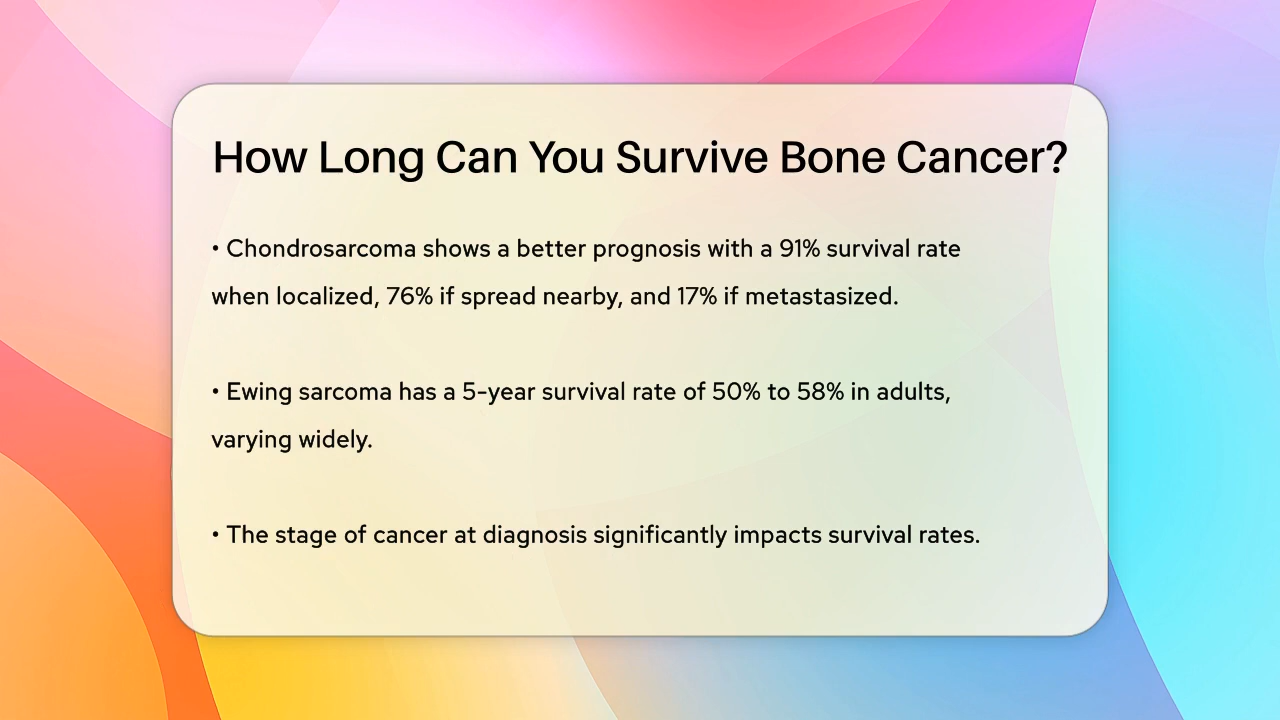 How Long Can You Survive Bone Cancer?
• Chondrosarcoma shows a better prognosis with a 91% survival rate
when localized, 76% if spread nearby, and 17% if metastasized.
• Ewing sarcoma has a 5-year survival rate of 50% to 58% in adults,
varying widely.
• The stage of cancer at diagnosis significantly impacts survival rates.